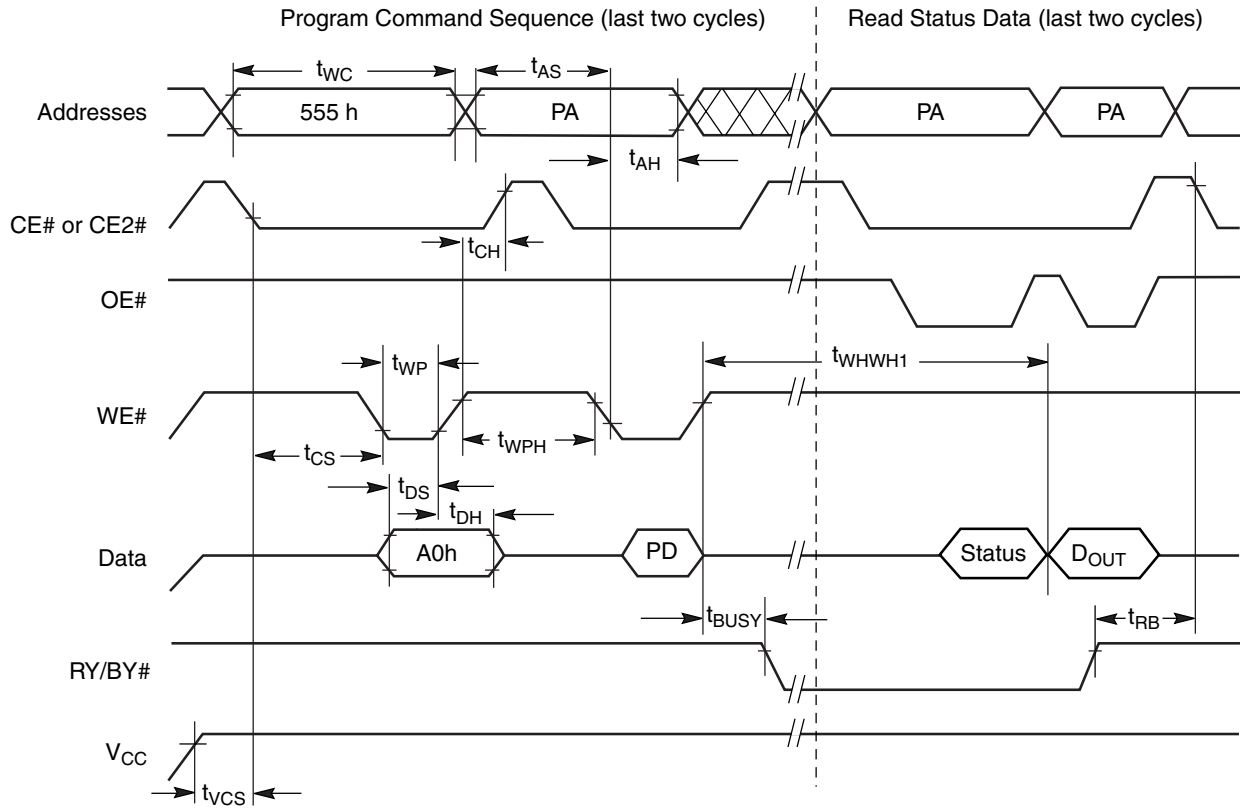 Program Command Sequence (last two cycles)
Read Status Data (last two cycles)
tWC
tAS
Addresses
555 h
PA
PA
PA
tAH
CE# or CE2#
tCH
OE#
tWP
tWHWH1
WE#
tCS
tWPH
tDS
tDH
Data
A0h
PD
Status
DOUT
tBUSY
tRB
RY/BY#
VCC
tVCS